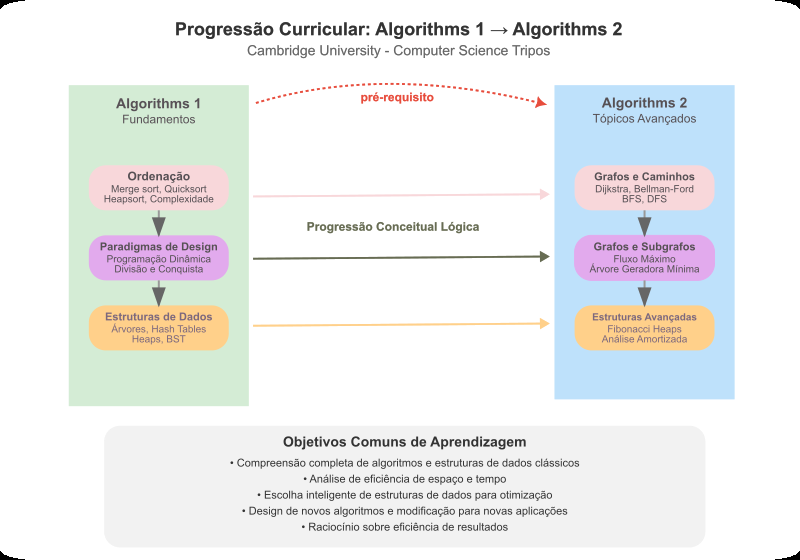 Progressão Curricular: Algorithms 1 → Algorithms 2
Cambridge University - Computer Science Tripos
pré-requisito
Algorithms 1
Fundamentos
Ordenação
Merge sort, Quicksort
Heapsort, Complexidade
Paradigmas de Design
Programação Dinâmica
Divisão e Conquista
Estruturas de Dados
Árvores, Hash Tables
Heaps, BST
Progressão Conceitual Lógica
Algorithms 2
Tópicos Avançados
Grafos e Caminhos
Dijkstra, Bellman-Ford
BFS, DFS
Grafos e Subgrafos
Fluxo Máximo
Árvore Geradora Mínima
Estruturas Avançadas
Fibonacci Heaps
Análise Amortizada
Objetivos Comuns de Aprendizagem
• Compreensão completa de algoritmos e estruturas de dados clássicos
• Análise de eficiência de espaço e tempo
• Escolha inteligente de estruturas de dados para otimização
• Design de novos algoritmos e modificação para novas aplicações
• Raciocínio sobre eficiência de resultados